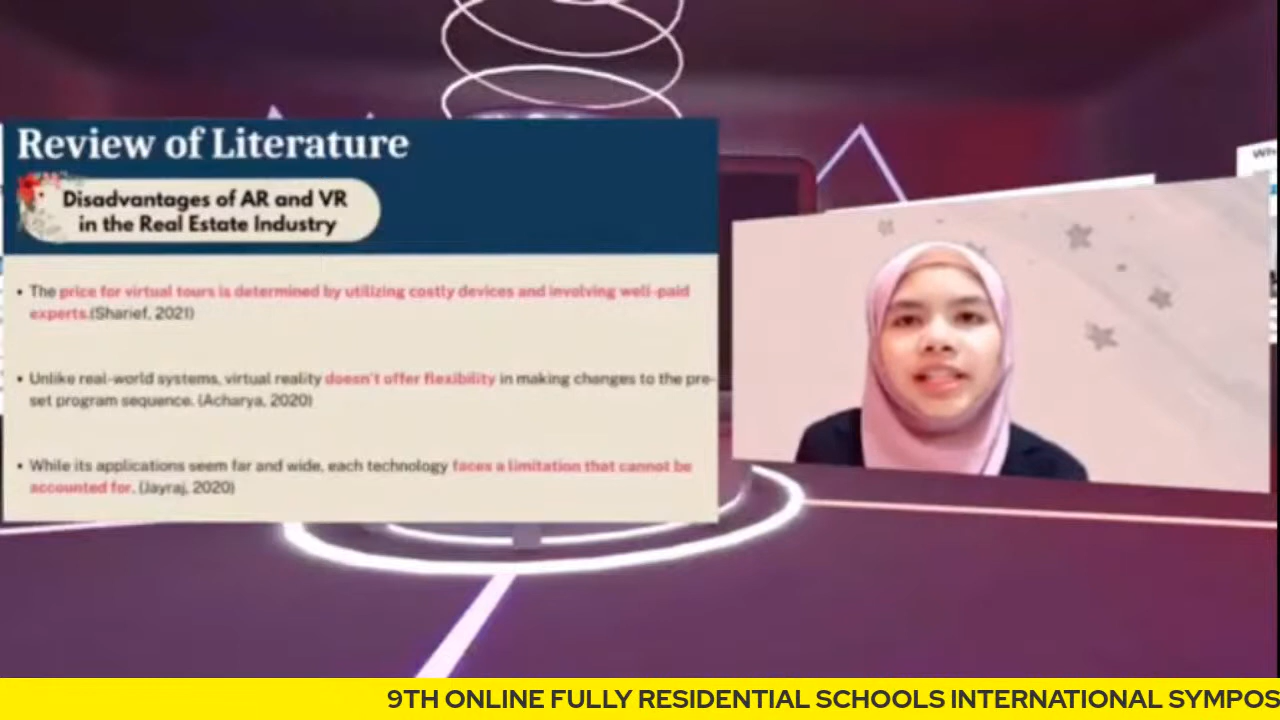 Review of Literature
Disadvantages of AR and VR
in the Real Estate Industry
• The price for virtual tours is determined by utilizing costly devices and involving well-paid
experts.(Sharief, 2021)
• Unlike real-world systems, virtual reality doesn't offer flexibility in making changes to the pre-
set program sequence. (Acharya, 2020)
• While its applications seem far and wide, each technology faces a limitation that cannot be
accounted for. (Jayraj, 2020)
9TH ONLINE FULLY RESIDENTIAL SCHOOLS INTERNATIONAL SYMPOS